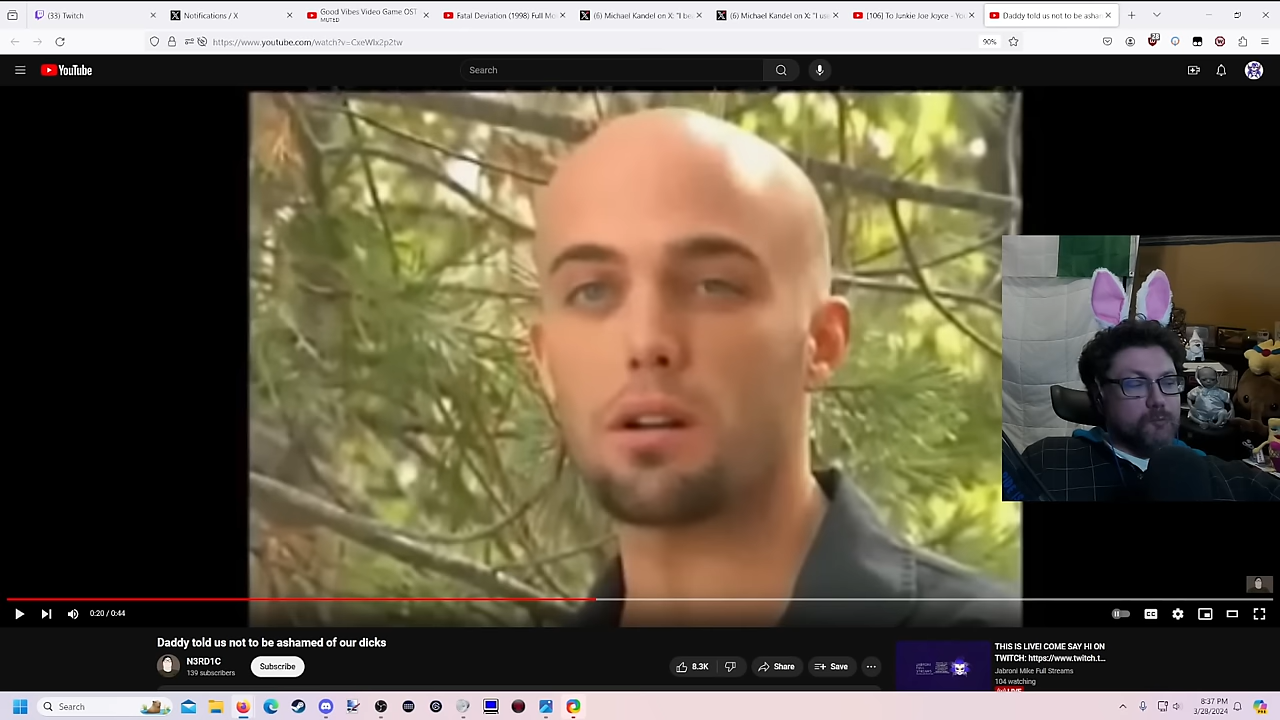 (33) Twitch
Notifications / X
Good Vibes Video Game OST
MUTED
Fatal Deviation (1998) Full Mo
(6) Michael Kandel on X: "I be
(6) Michael Kandel on X: "I use
(106) To Junkie Joe Joyce - Yo
Daddy told us not to be asham
https://www.youtube.com/watch?v=CxeWlx2p2tw
90%
YouTube
Search
0:20 / 0:44
CC
Daddy told us not to be ashamed of our dicks
N3RD1C
139 subscribers
Subscribe
8.3K
Share
Save
THIS IS LIVE! COME SAY HI ON
TWITCH: https://www.twitch.t...
Jabroni Mike Full Streams
104 watching
Search
8:37 PM
3/28/2024